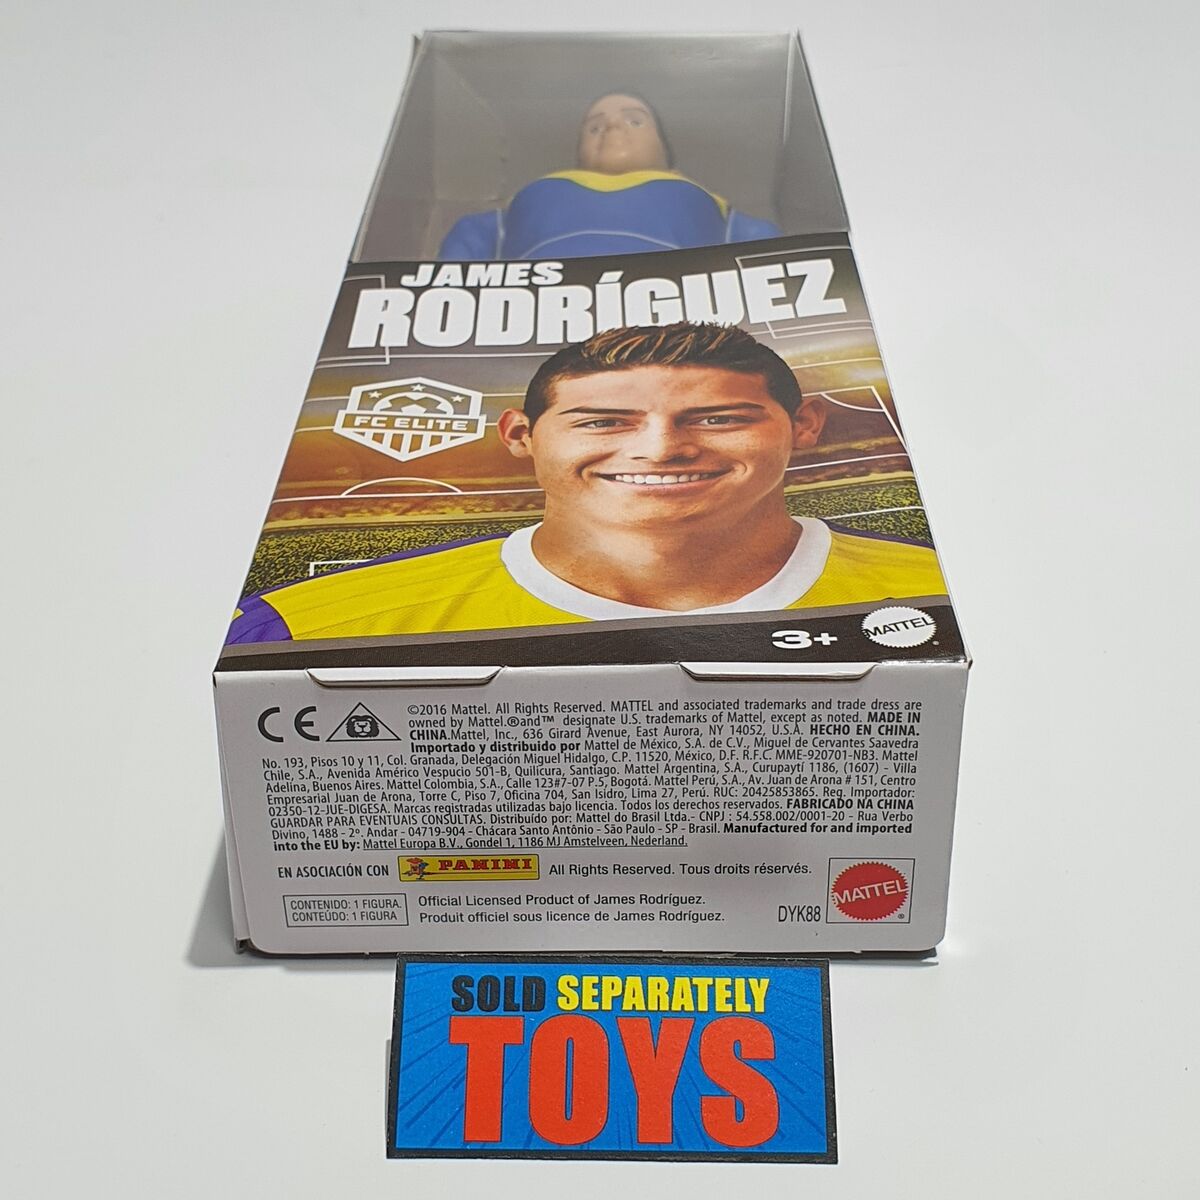 JAMES
RODRÍGUEZ
FC ELITE
3+
MATTEL
CE
©2016 Mattel. All Rights Reserved. MATTEL and associated trademarks and trade dress are
owned by Mattel.®and™ designate U.S. trademarks of Mattel, except as noted. MADE IN
CHINA.Mattel, Inc., 636 Girard Avenue, East Aurora, NY 14052, U.S.A. HECHO EN CHINA.
Importado y distribuido por Mattel de México, S.A. de C.V., Miguel de Cervantes Saavedra
No. 193, Pisos 10 y 11, Col. Granada, Delegación Miguel Hidalgo, C.P. 11520, México, D.F. R.F.C. MME-920701-NB3. Mattel
Chile, S.A., Avenida Américo Vespucio 501-B, Quilicura, Santiago. Mattel Argentina, S.A., Curupaytí 1186, (1607) - Villa
Adelina, Buenos Aires. Mattel Colombia, S.A., Calle 123#7-07 P.5, Bogotá. Mattel Perú, S.A., Av. Juan de Arona # 151, Centro
Empresarial Juan de Arona, Torre C, Piso 7, Oficina 704, San Isidro, Lima 27, Perú. RUC: 20425853865. Reg. Importador:
02350-12-JUE-DIGESA. Marcas registradas utilizadas bajo licencia. Todos los derechos reservados. FABRICADO NA CHINA
GUARDAR PARA EVENTUAIS CONSULTAS. Distribuído por: Mattel do Brasil Ltda.- CNPJ : 54.558.002/0001-20 - Rua Verbo
Divino, 1488 - 2º. Andar - 04719-904 - Chácara Santo Antônio - São Paulo - SP - Brasil. Manufactured for and imported
into the EU by: Mattel Europa B.V., Gondel 1, 1186 MJ Amstelveen, Nederland.
EN ASOCIACIÓN CON PANINI All Rights Reserved. Tous droits réservés.
CONTENIDO: 1 FIGURA.
CONTEÚDO: 1 FIGURA
Official Licensed Product of James Rodríguez.
Produit officiel sous licence de James Rodríguez.
DYK88
MATTEL
SOLD SEPARATELY
TOYS